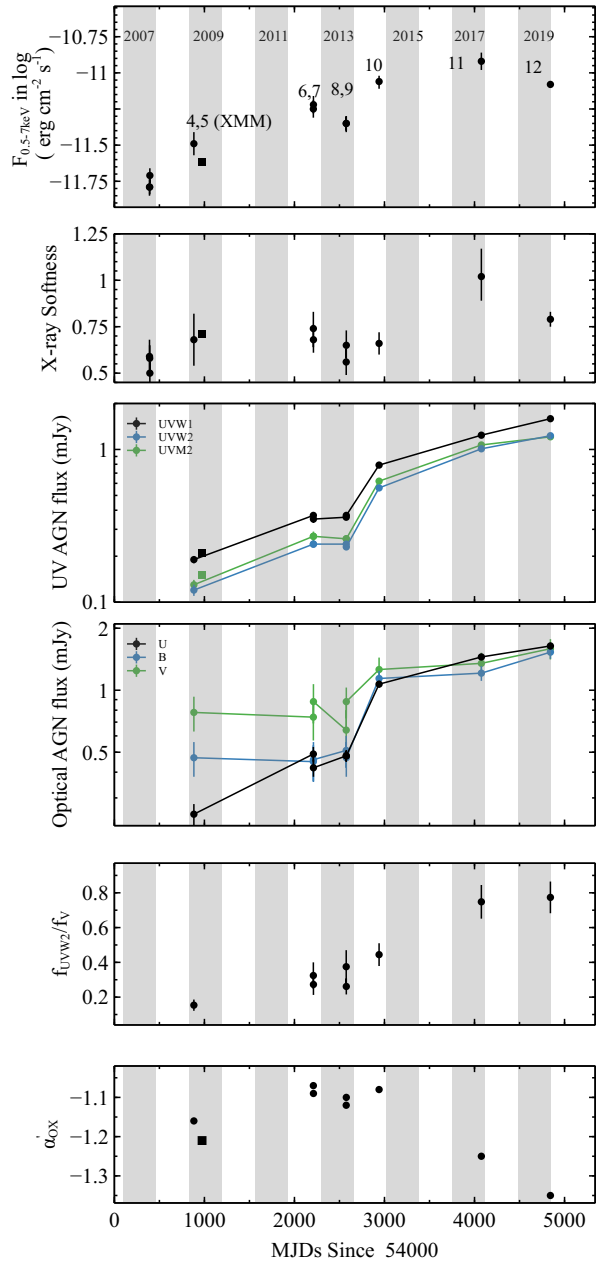 2007 2009 2011 2013 2015 2017 2019
−10.75
−11
−11.5
−11.75
F0.5-7keV in log
( erg cm−2 s−1)
4,5 (XMM)
6,7
8,9
10
11
12
1.25
1
0.75
0.5
X-ray Softness
UVW1
UVW2
UVM2
1
0.1
UV AGN flux (mJy)
U
B
V
2
1
0.5
Optical AGN flux (mJy)
0.8
0.6
0.4
0.2
fUVW2/fV
−1.1
−1.2
−1.3
α'OX
0 1000 2000 3000 4000 5000
MJDs Since 54000